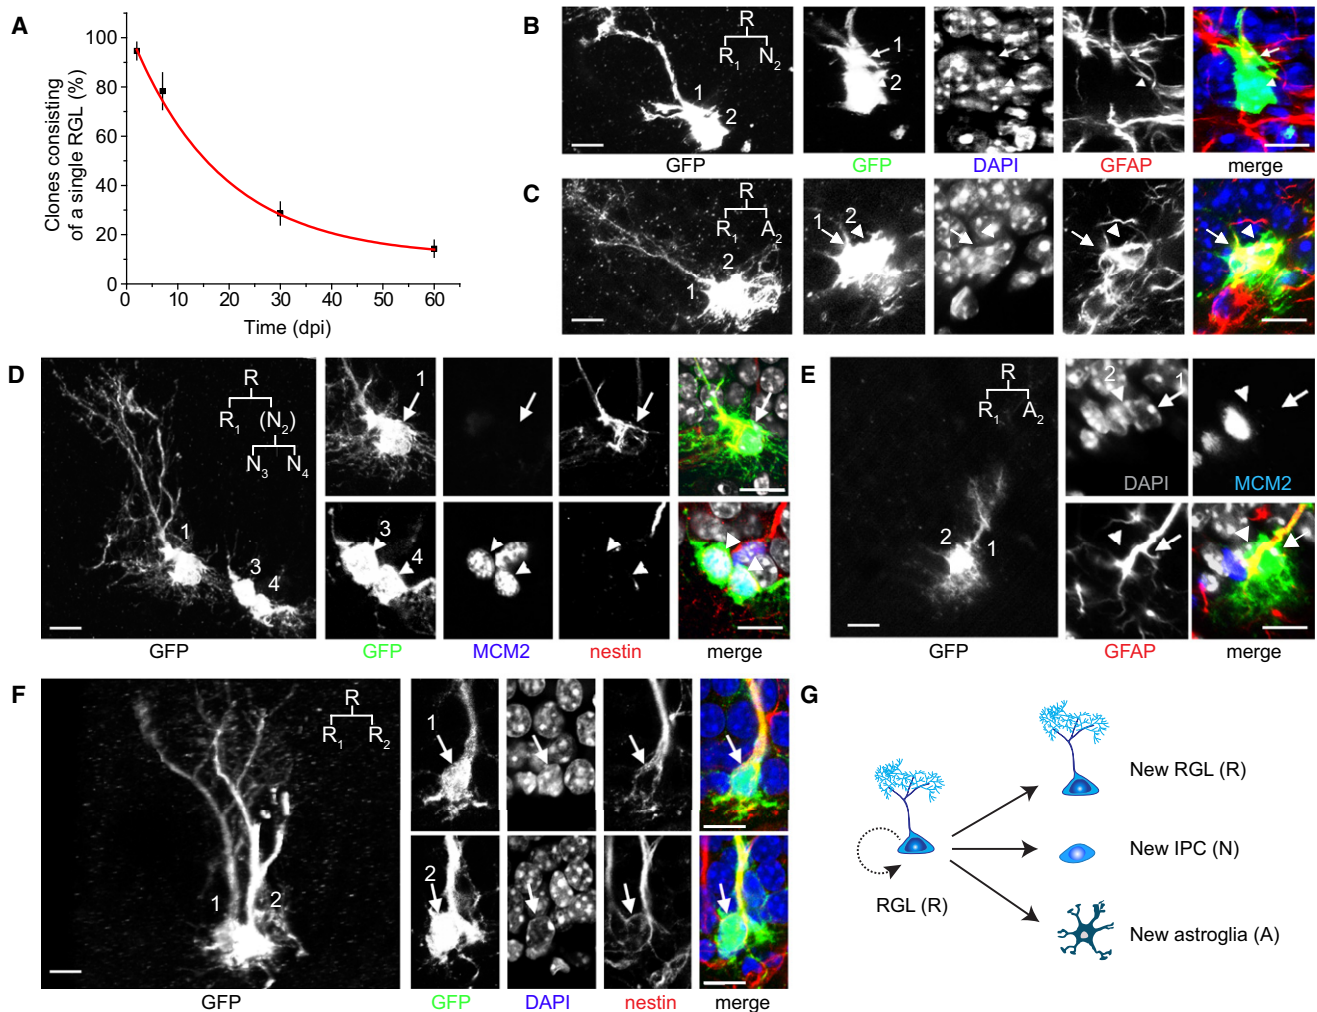 A
Clones consisting
of a single RGL (%)
100
80
60
40
20
0
0 10 20 30 40 50 60
Time (dpi)
B
R
R1 N2
1
2
GFP
1
2
GFP
DAPI
GFAP
merge
C
R
R1 A2
2
1
1 2
D
R
R1 (N2)
N3 N4
1
3
4
GFP
1
3
4
GFP
MCM2
nestin
merge
E
R
R1 A2
2 1
GFP
2 1
DAPI
MCM2
GFAP
merge
F
R
R1 R2
1 2
GFP
1
2
GFP
DAPI
nestin
merge
G
RGL (R)
New RGL (R)
New IPC (N)
New astroglia (A)